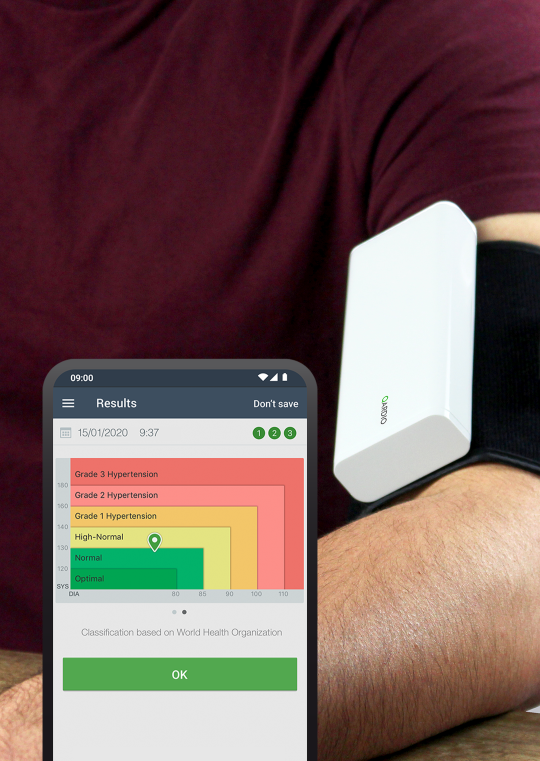 QARDIO
09:00
Results
Don't save
15/01/2020 9:37
1 2 3
Grade 3 Hypertension
180
Grade 2 Hypertension
160
Grade 1 Hypertension
140
High-Normal
130
Normal
120
Optimal
SYS
DIA 80 85 90 100 110
Classification based on World Health Organization
OK